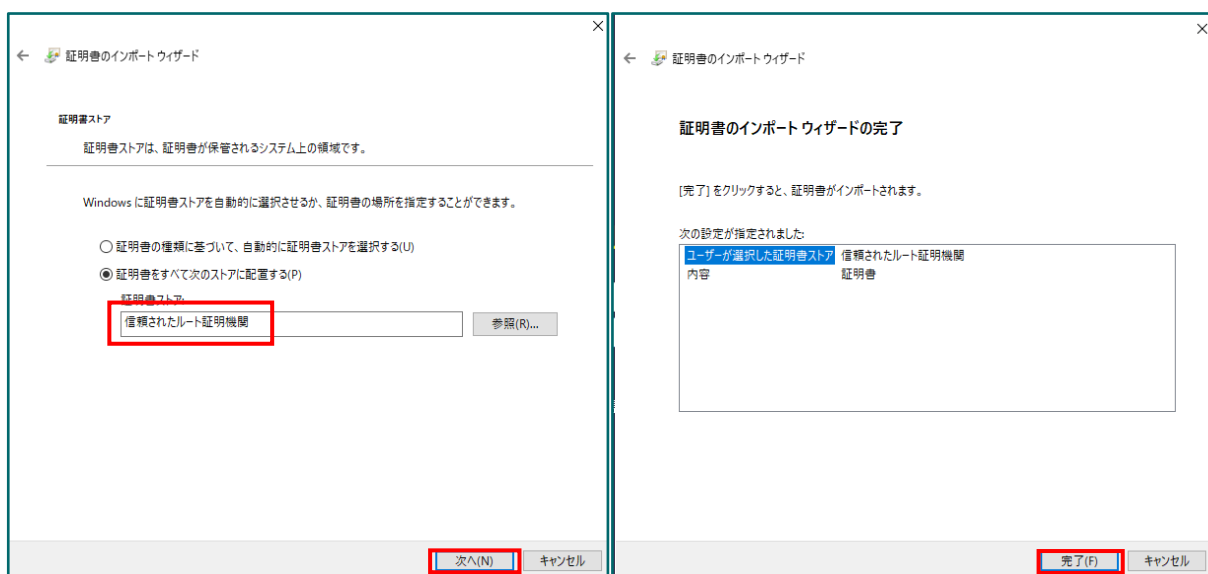 証明書のインポート ウィザード
証明書ストア
証明書ストアは、証明書が保管されるシステム上の領域です。
Windows に証明書ストアを自動的に選択させるか、証明書の場所を指定することができます。
証明書の種類に基づいて、自動的に証明書ストアを選択する(U)
証明書をすべて次のストアに配置する(P)
証明書ストア:
信頼されたルート証明機関
参照(R)...
次へ(N)
キャンセル
証明書のインポート ウィザード
証明書のインポート ウィザードの完了
[完了] をクリックすると、証明書がインポートされます。
次の設定が指定されました:
ユーザーが選択した証明書ストア 信頼されたルート証明機関
内容 証明書
完了(F)
キャンセル